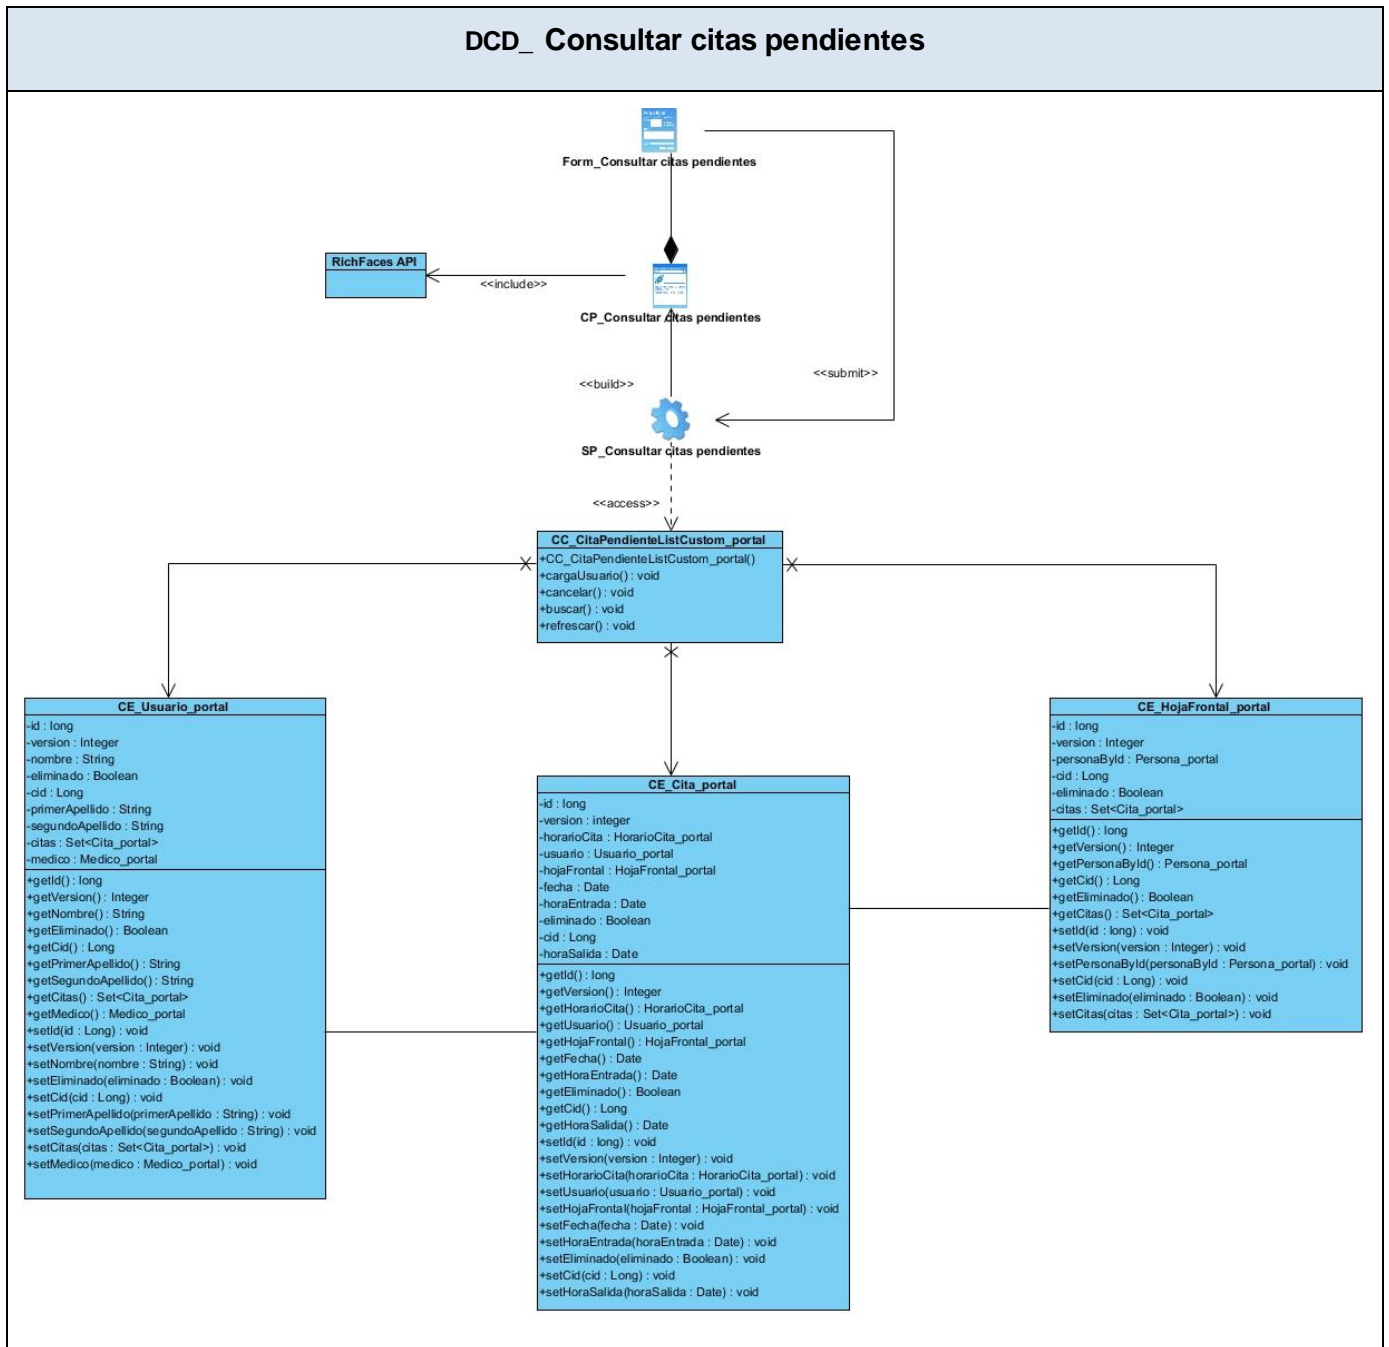 DCD_ Consultar citas pendientes
Form_Consultar citas pendientes
RichFaces API
<<include>>
CP_Consultar citas pendientes
<<build>>
<<submit>>
SP_Consultar citas pendientes
<<access>>
CC_CitaPendienteListCustom_portal
+CC_CitaPendienteListCustom_portal()
+cargaUsuario() : void
+cancelar() : void
+buscar() : void
+refrescar() : void
CE_Usuario_portal
-id : long
-version : Integer
-nombre : String
-eliminado : Boolean
-cid : Long
-primerApellido : String
-segundoApellido : String
-citas : Set<Cita_portal>
-medico : Medico_portal
+getId() : long
+getVersion() : Integer
+getNombre() : String
+getEliminado() : Boolean
+getCid() : Long
+getPrimerApellido() : String
+getSegundoApellido() : String
+getCitas() : Set<Cita_portal>
+getMedico() : Medico_portal
+setId(id : Long) : void
+setVersion(version : Integer) : void
+setNombre(nombre : String) : void
+setEliminado(eliminado : Boolean) : void
+setCid(cid : Long) : void
+setPrimerApellido(primerApellido : String) : void
+setSegundoApellido(segundoApellido : String) : void
+setCitas(citas : Set<Cita_portal>) : void
+setMedico(medico : Medico_portal) : void
CE_Cita_portal
-id : long
-version : integer
-horarioCita : HorarioCita_portal
-usuario : Usuario_portal
-hojaFrontal : HojaFrontal_portal
-fecha : Date
-horaEntrada : Date
-eliminado : Boolean
-cid : Long
-horaSalida : Date
+getId() : long
+getVersion() : Integer
+getHorarioCita() : HorarioCita_portal
+getUsuario() : Usuario_portal
+getHojaFrontal() : HojaFrontal_portal
+getFecha() : Date
+getHoraEntrada() : Date
+getEliminado() : Boolean
+getCid() : Long
+getHoraSalida() : Date
+setId(id : long) : void
+setVersion(version : Integer) : void
+setHorarioCita(horarioCita : HorarioCita_portal) : void
+setUsuario(usuario : Usuario_portal) : void
+setHojaFrontal(hojaFrontal : HojaFrontal_portal) : void
+setFecha(fecha : Date) : void
+setHoraEntrada(horaEntrada : Date) : void
+setEliminado(eliminado : Boolean) : void
+setCid(cid : Long) : void
+setHoraSalida(horaSalida : Date) : void
CE_HojaFrontal_portal
-id : long
-version : Integer
-personaById : Persona_portal
-cid : Long
-eliminado : Boolean
-citas : Set<Cita_portal>
+getId() : long
+getVersion() : Integer
+getPersonaById() : Persona_portal
+getCid() : Long
+getEliminado() : Boolean
+getCitas() : Set<Cita_portal>
+setId(id : long) : void
+setVersion(version : Integer) : void
+setPersonaById(personaById : Persona_portal) : void
+setCid(cid : Long) : void
+setEliminado(eliminado : Boolean) : void
+setCitas(citas : Set<Cita_portal>) : void